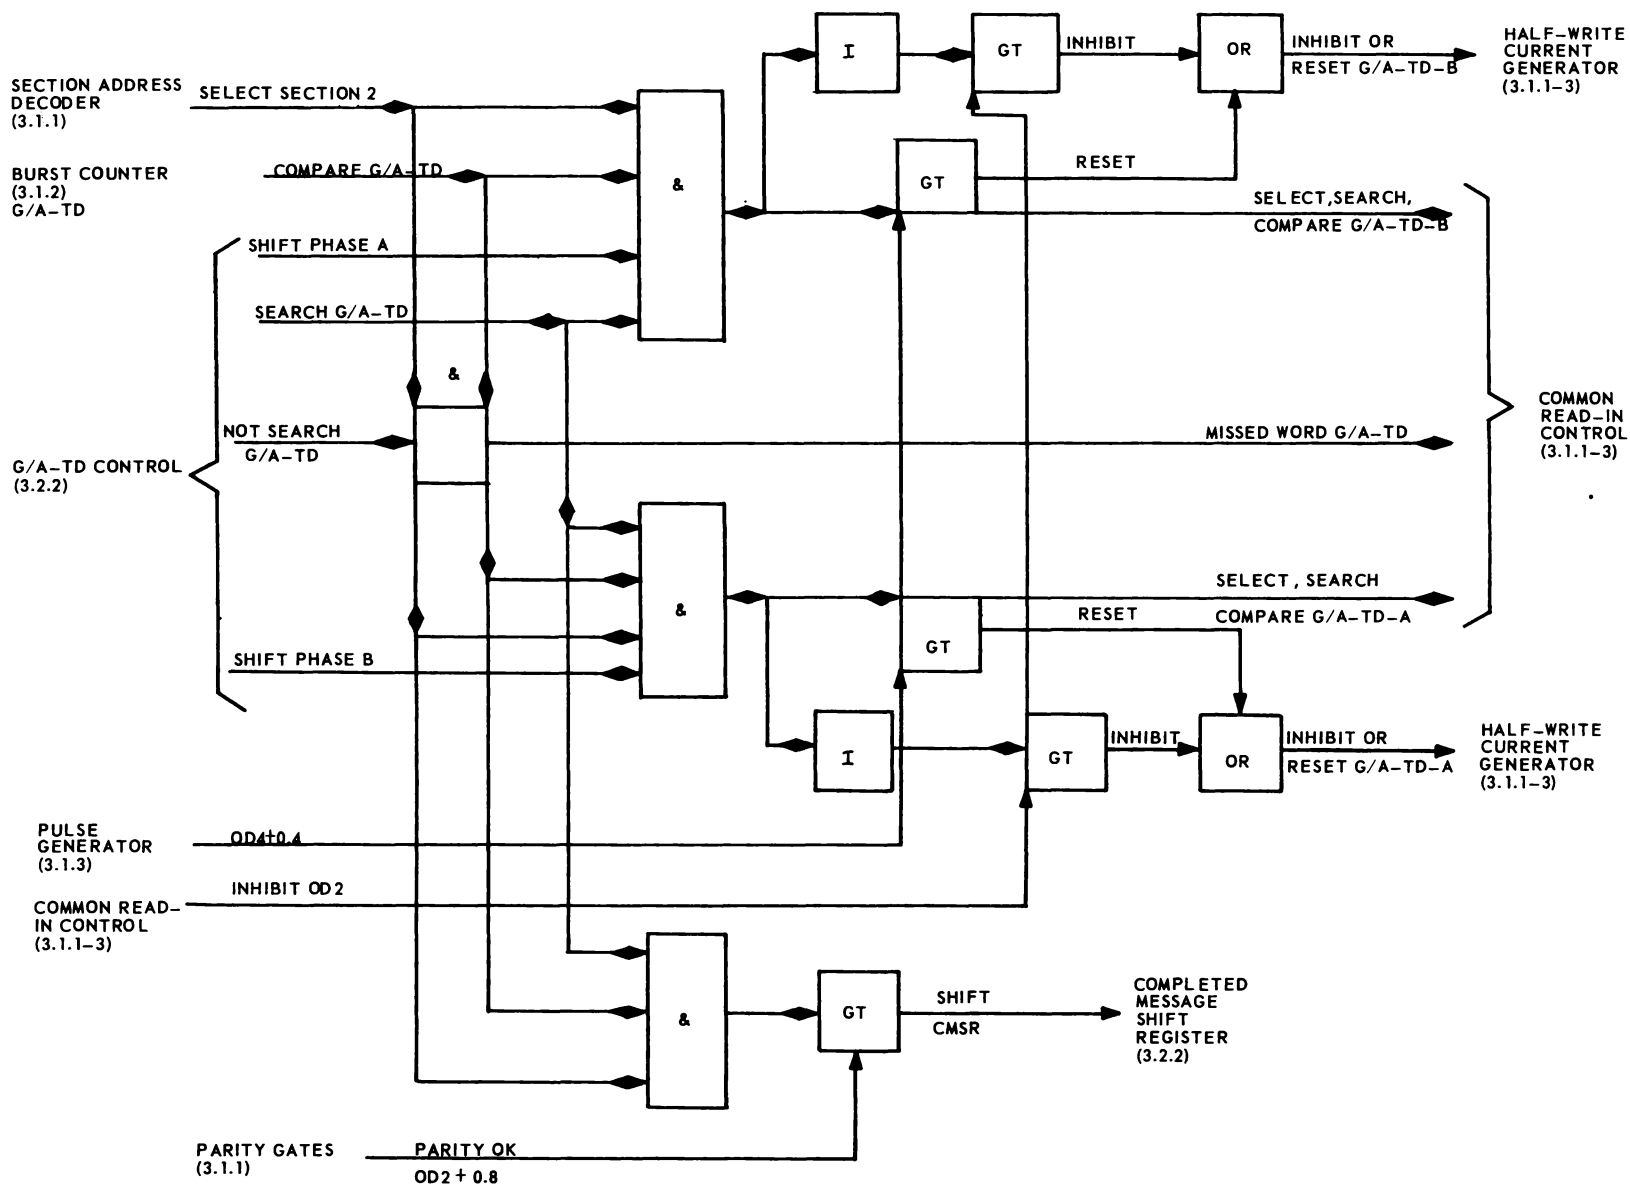 HALF-WRITE
CURRENT
GENERATOR
(3.1.1-3)
I
GT
INHIBIT
OR
INHIBIT OR
RESET G/A-TD-B
SECTION ADDRESS
DECODER
(3.1.1)
SELECT SECTION 2
BURST COUNTER
(3.1.2)
G/A-TD
COMPARE G/A-TD
&
GT
RESET
SELECT, SEARCH,
COMPARE G/A-TD-B
SHIFT PHASE A
SEARCH G/A-TD
&
NOT SEARCH
G/A-TD
MISSED WORD G/A-TD
COMMON
READ-IN
CONTROL
(3.1.1-3)
G/A-TD CONTROL
(3.2.2)
&
SELECT, SEARCH
COMPARE G/A-TD-A
RESET
GT
SHIFT PHASE B
I
GT
INHIBIT
OR
INHIBIT OR
RESET G/A-TD-A
HALF-WRITE
CURRENT
GENERATOR
(3.1.1-3)
PULSE
GENERATOR
(3.1.3)
OD4+0.4
INHIBIT OD2
COMMON READ-
IN CONTROL
(3.1.1-3)
&
GT
SHIFT
CMSR
COMPLETED
MESSAGE
SHIFT
REGISTER
(3.2.2)
PARITY GATES
(3.1.1)
PARITY OK
OD2 + 0.8